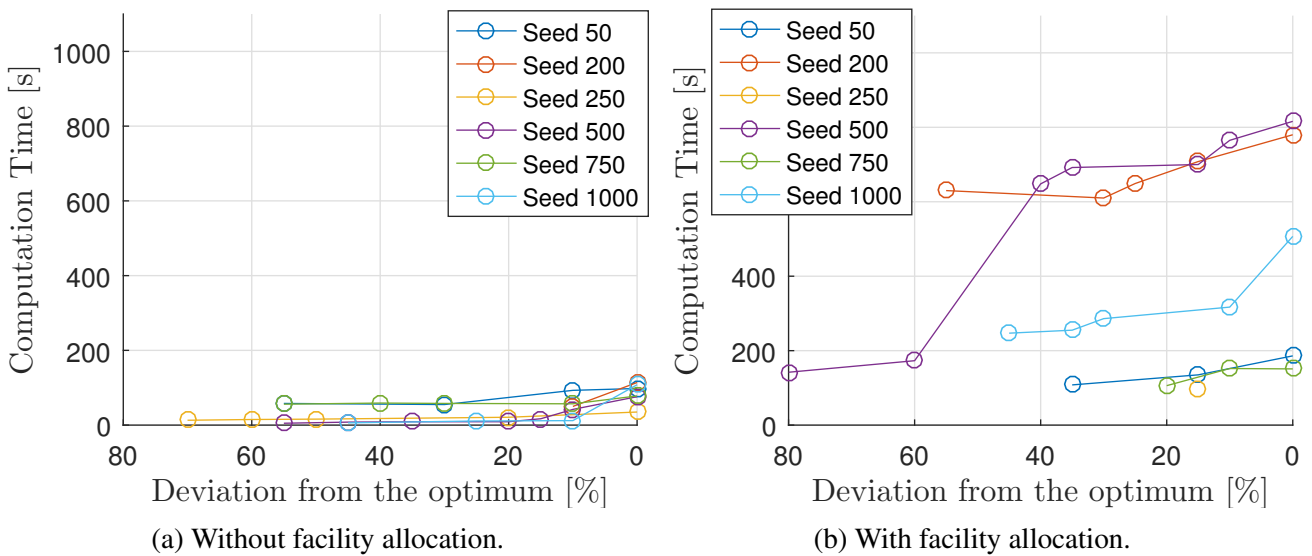 1000
800
600
400
200
0
Computation Time [s]
Seed 50
Seed 200
Seed 250
Seed 500
Seed 750
Seed 1000
80
60
40
20
0
Deviation from the optimum [%]
(a) Without facility allocation.
Computation Time [s]
Seed 50
Seed 200
Seed 250
Seed 500
Seed 750
Seed 1000
400
200
0
80
60
40
20
0
Deviation from the optimum [%]
(b) With facility allocation.